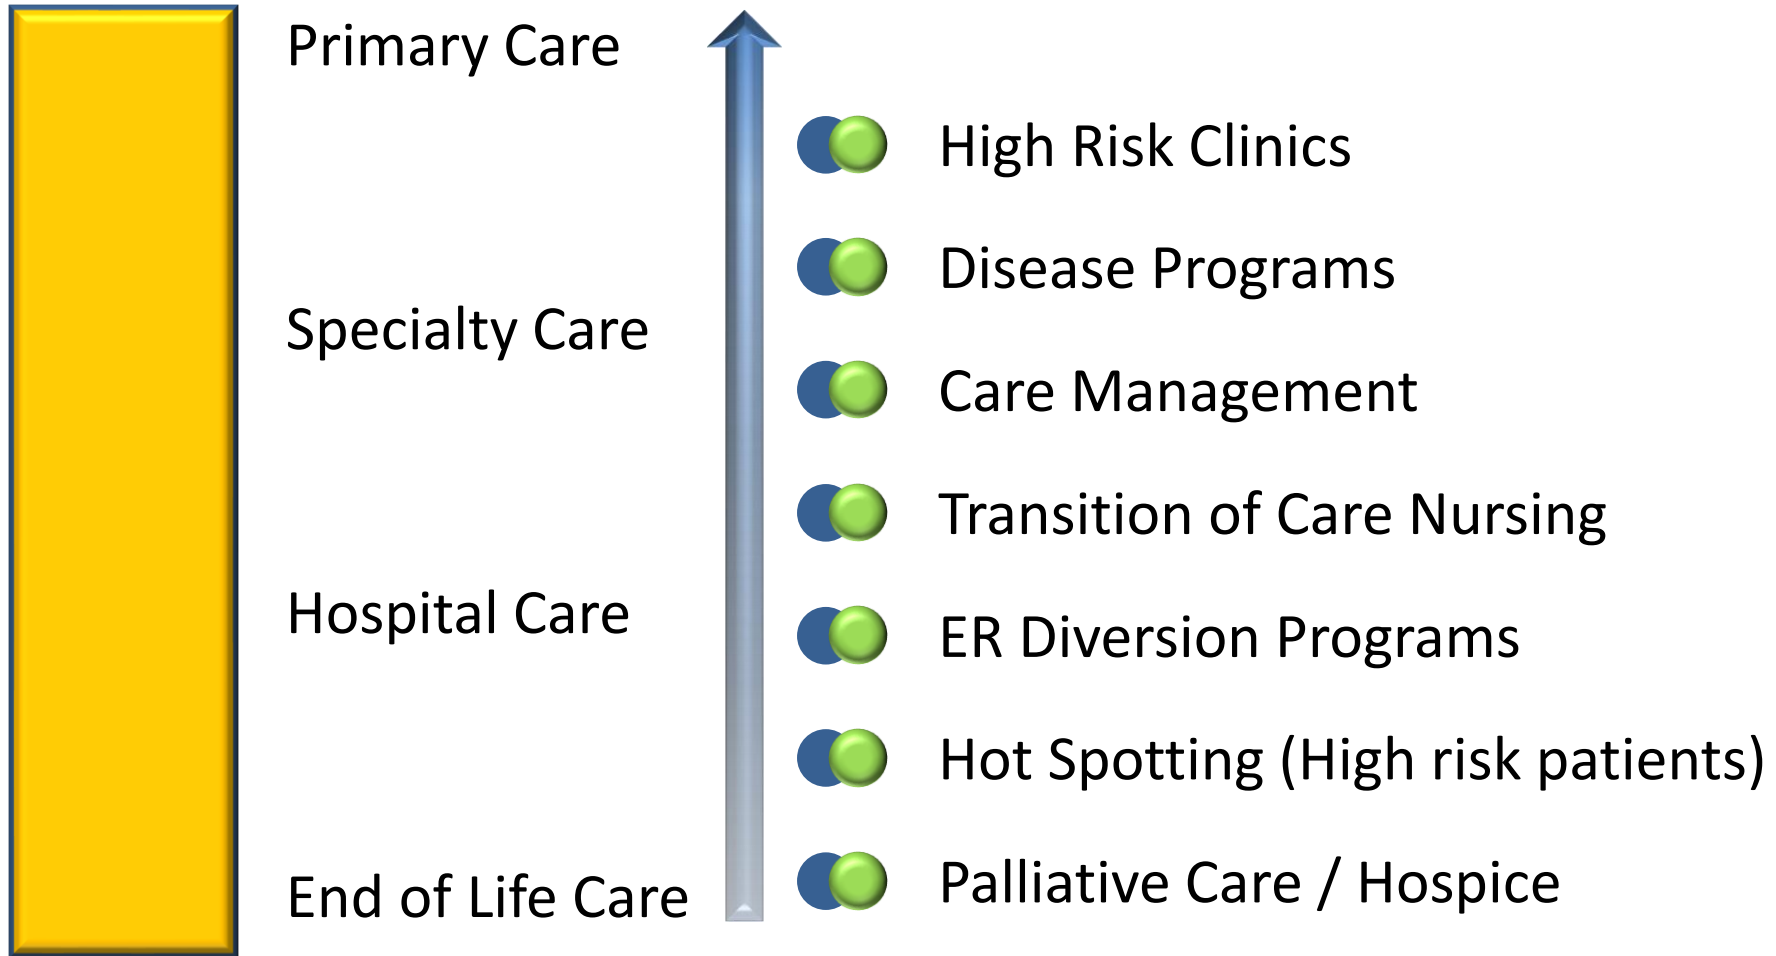 Primary Care
Specialty Care
Hospital Care
End of Life Care
High Risk Clinics
Disease Programs
Care Management
Transition of Care Nursing
ER Diversion Programs
Hot Spotting (High risk patients)
Palliative Care / Hospice